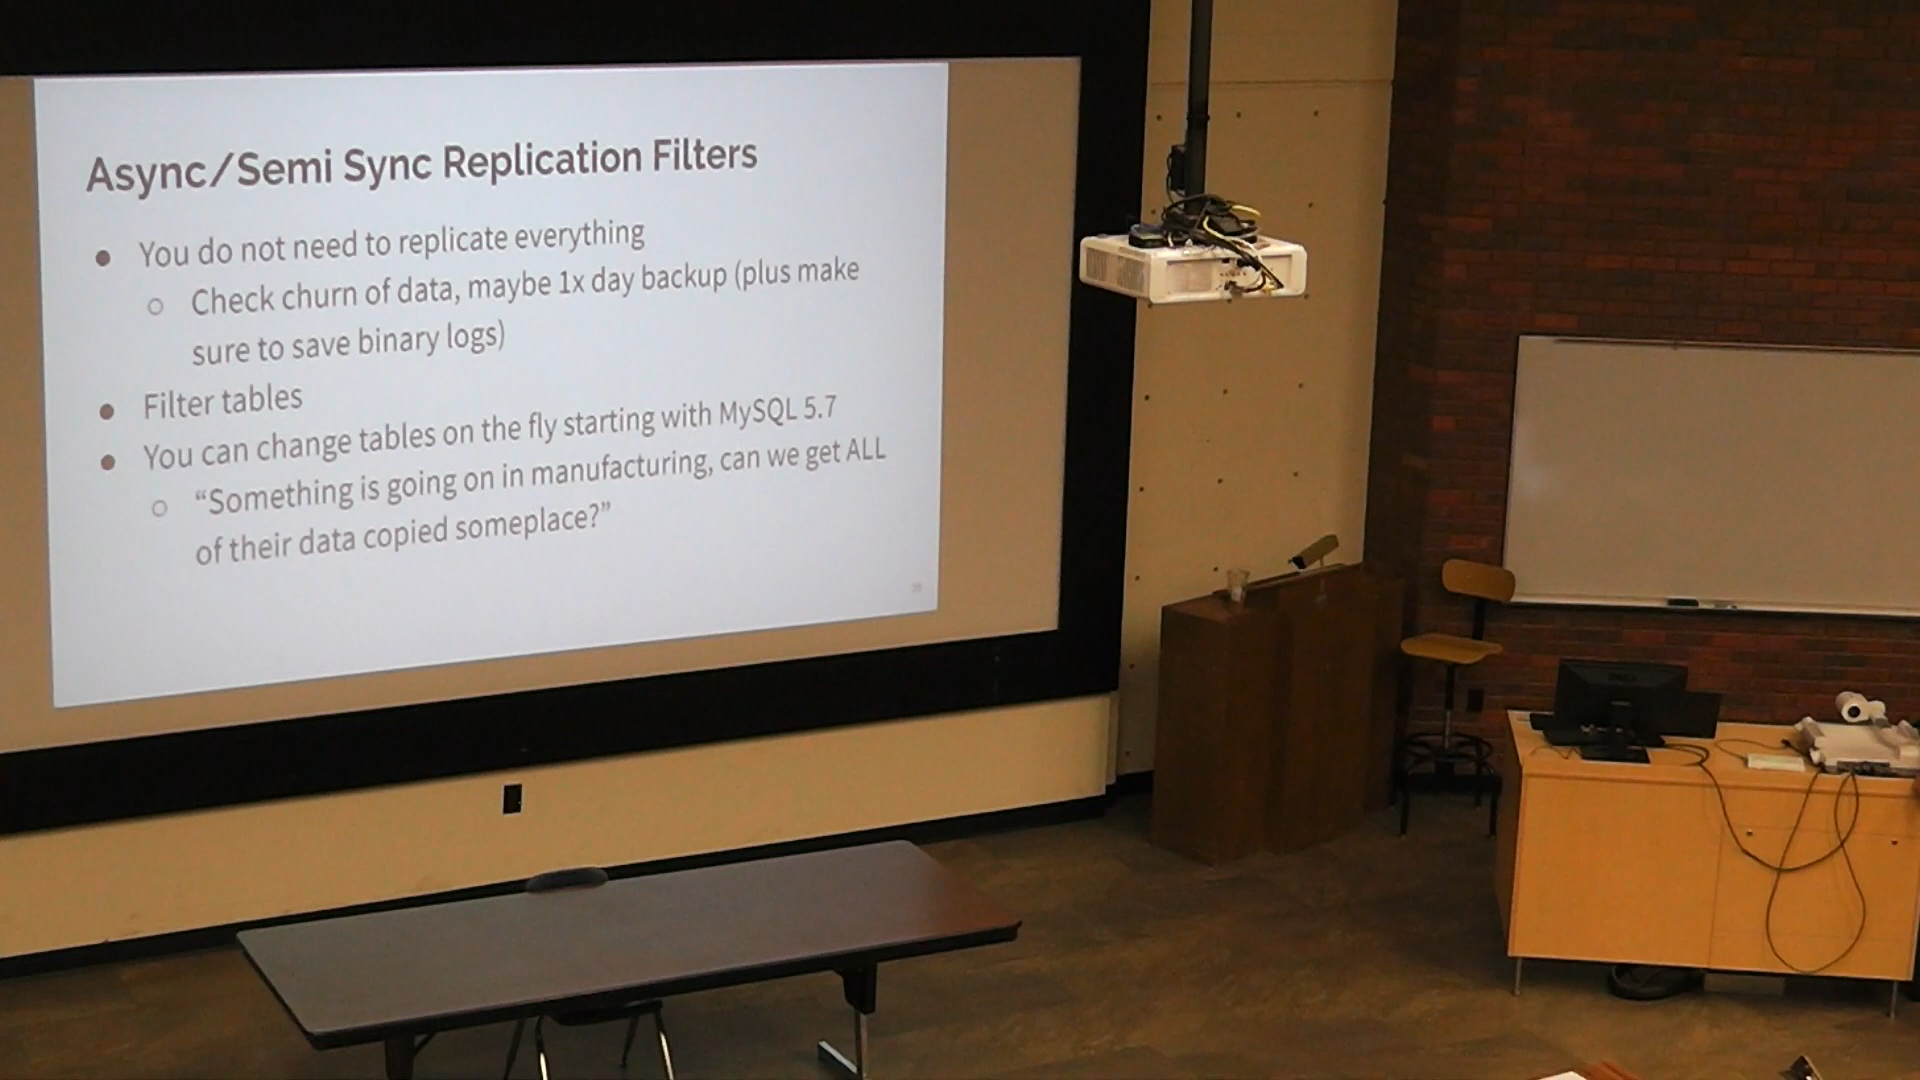 Async/Semi Sync Replication Filters
● You do not need to replicate everything
○ Check churn of data, maybe 1x day backup (plus make
sure to save binary logs)
● Filter tables
● You can change tables on the fly starting with MySQL 5.7
○ “Something is going on in manufacturing, can we get ALL
of their data copied someplace?”